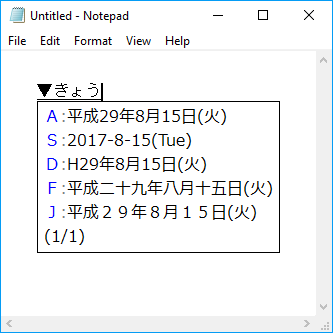 Untitled - Notepad
File Edit Format View Help
▼きょう
A:平成29年8月15日(火)
S:2017-8-15(Tue)
D:H29年8月15日(火)
F:平成二十九年八月十五日(火)
J:平成２９年８月１５日(火)
(1/1)